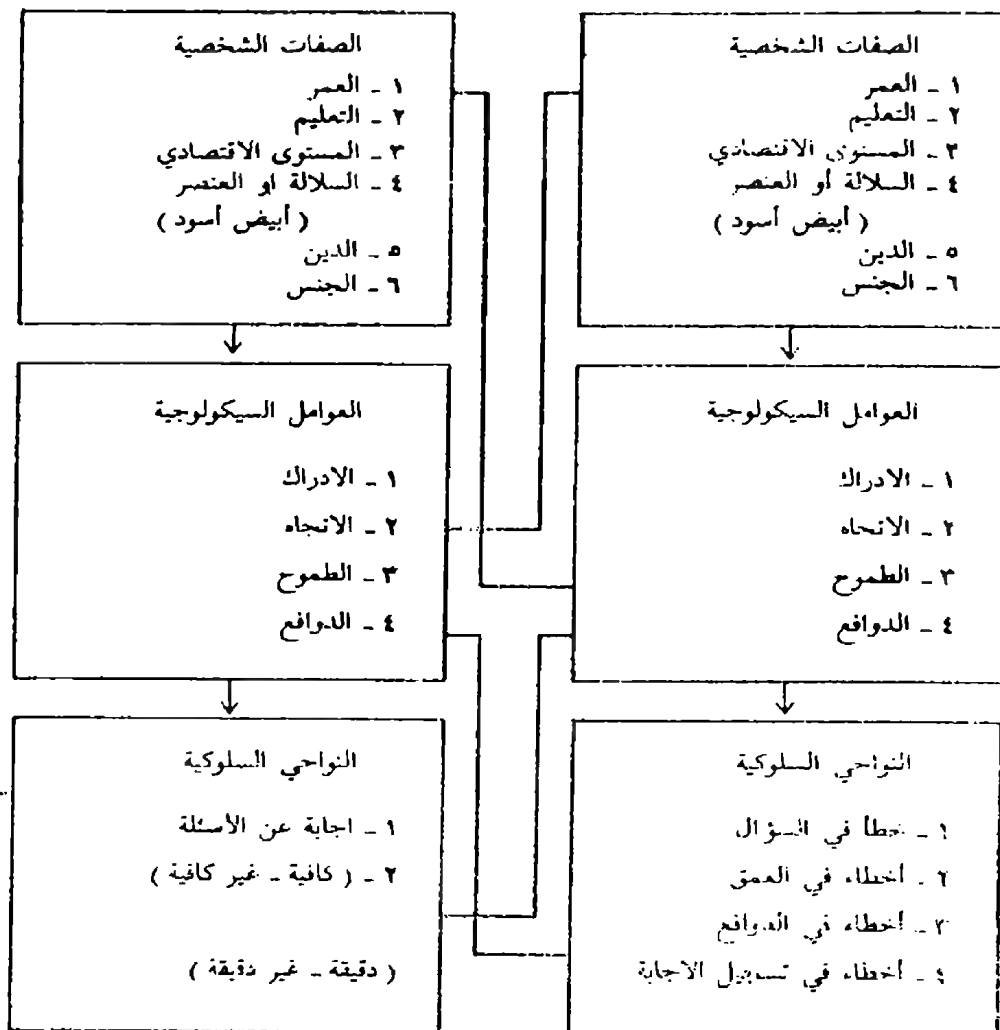 الصفات الشخصية
١ - العمر
٢ - التعليم
٣ - المستوى الاقتصادي
٤ - السلالة أو العنصر
( أبيض أسود )
٥ - الدين
٦ - الجنس
العوامل السيكولوجية
١ - الادراك
٢ - الاتجاه
٣ - الطموح
٤ - الدوافع
النواحي السلوكية
١ - خطأ في السؤال
٢ - أخطاء في العمق
٣ - أخطاء في الدوافع
٤ - أخطاء في تسجيل الاجابة
الصفات الشخصية
١ - العمر
٢ - التعليم
٣ - المستوى الاقتصادي
٤ - السلالة او العنصر
( أبيض أسود )
٥ - الدين
٦ - الجنس
العوامل السيكولوجية
١ - الادراك
٢ - الاتجاه
٣ - الطموح
٤ - الدوافع
النواحي السلوكية
١ - اجابة عن الأسئلة
٢ - ( كافية - غير كافية )
( دقيقة - غير دقيقة )